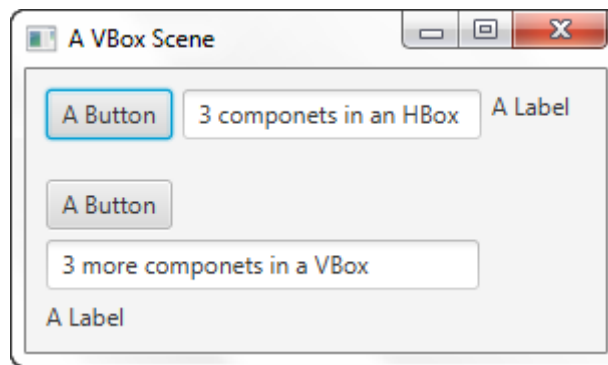 A VBox Scene
A Button 3 componets in an HBox A Label
A Button
3 more componets in a VBox
A Label